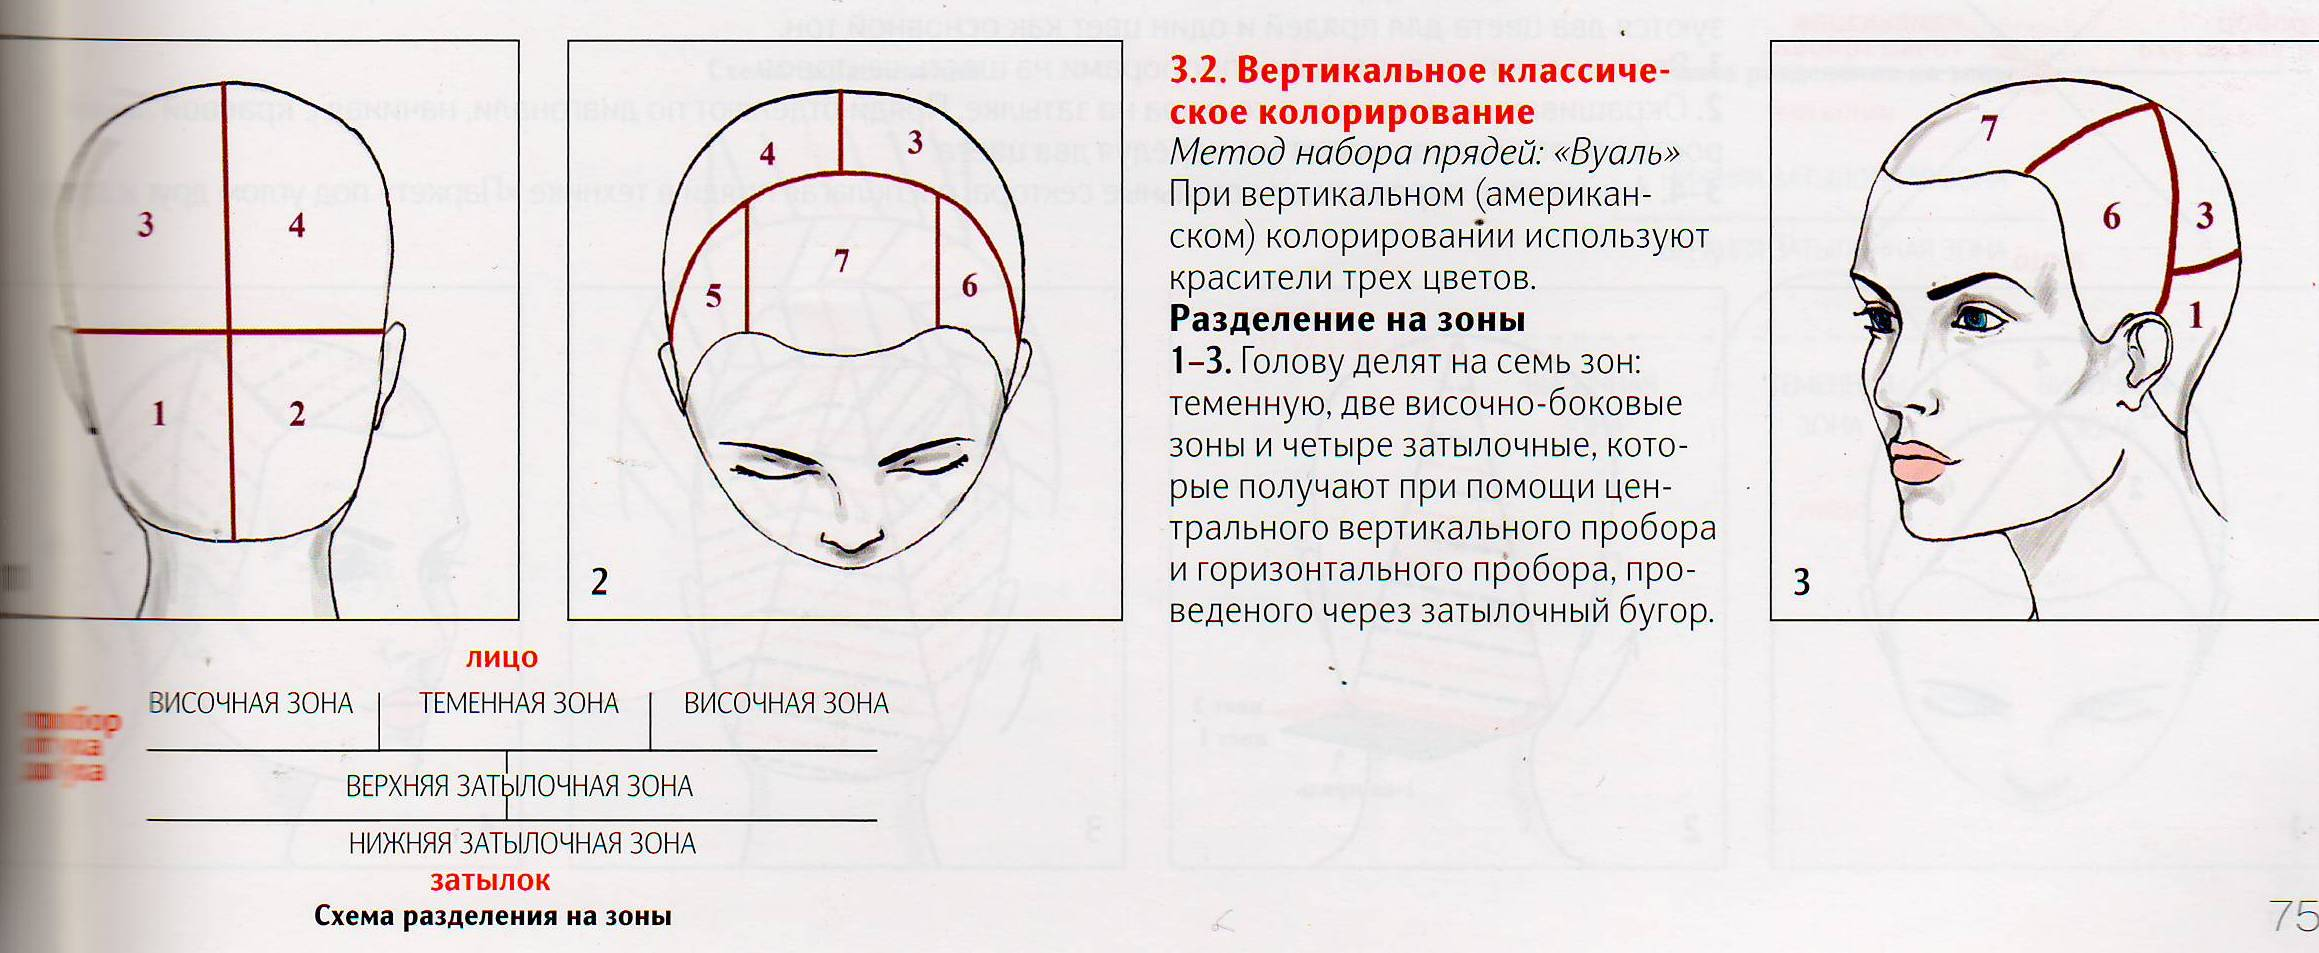 3
4
1
2
4
3
7
5
6
2
3.2. Вертикальное классиче-
ское колорирование
Метод набора прядей: «Вуаль»
При вертикальном (американ-
ском) колорировании используют
красители трех цветов.
Разделение на зоны
1–3. Голову делят на семь зон:
теменную, две височно-боковые
зоны и четыре затылочные, кото-
рые получают при помощи цен-
трального вертикального пробора
и горизонтального пробора, про-
веденого через затылочный бугор.
7
6
3
1
3
лицо
ВИСОЧНАЯ ЗОНА ТЕМЕННАЯ ЗОНА ВИСОЧНАЯ ЗОНА
ВЕРХНЯЯ ЗАТЫЛОЧНАЯ ЗОНА
НИЖНЯЯ ЗАТЫЛОЧНАЯ ЗОНА
затылок
Схема разделения на зоны
75